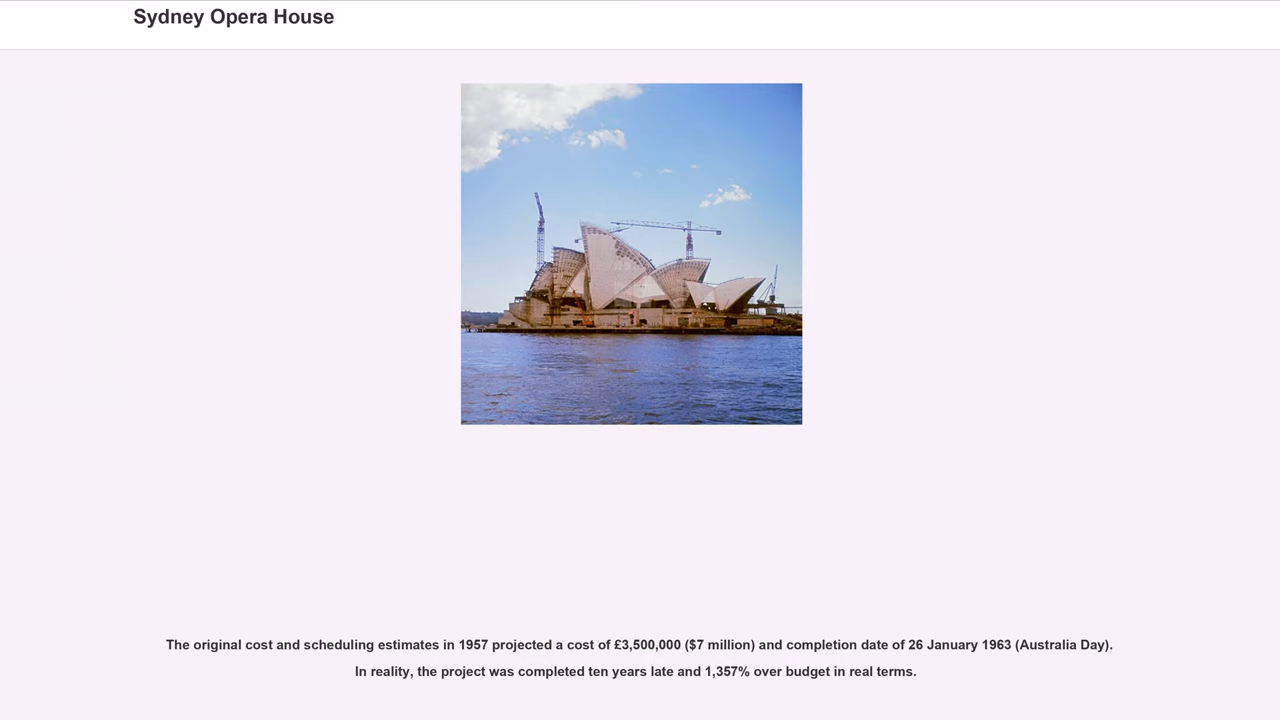 Sydney Opera House
The original cost and scheduling estimates in 1957 projected a cost of £3,500,000 ($7 million) and completion date of 26 January 1963 (Australia Day).
In reality, the project was completed ten years late and 1,357% over budget in real terms.